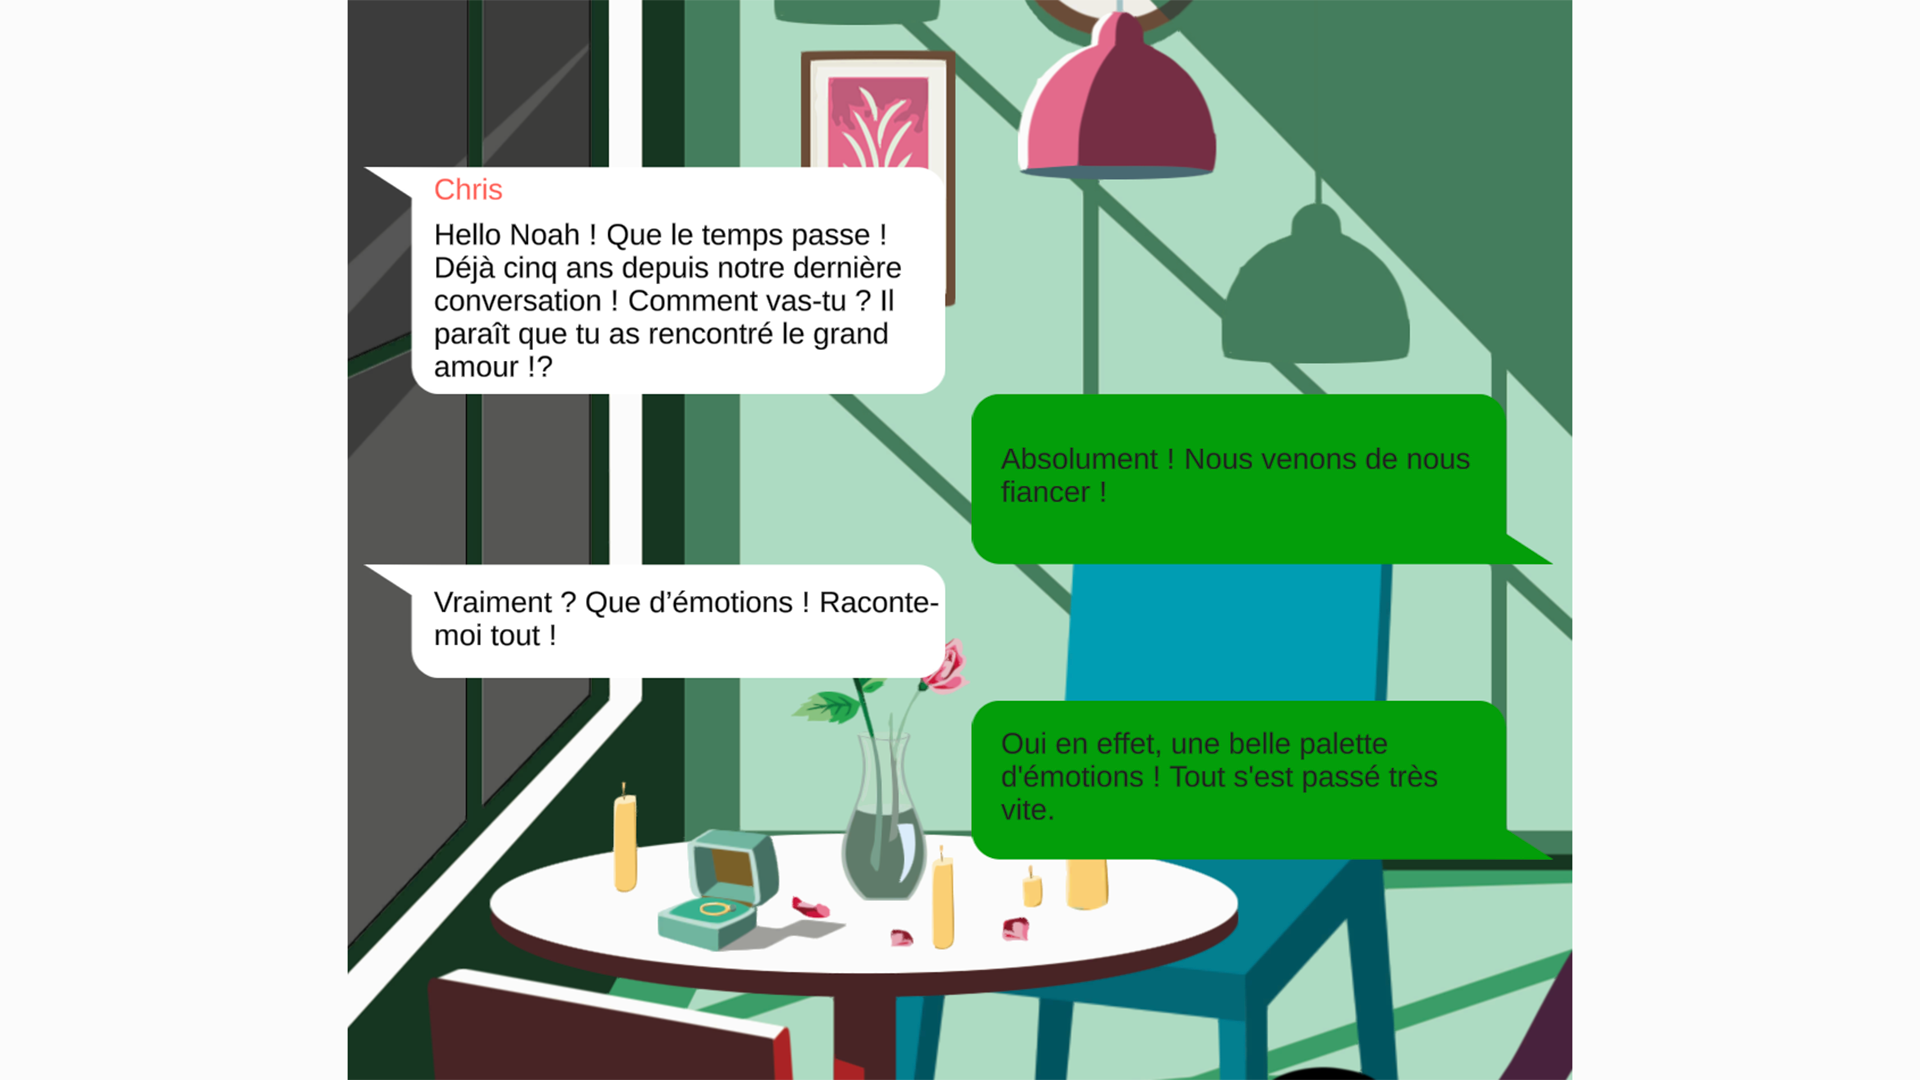 Chris
Hello Noah ! Que le temps passe !
Déjà cinq ans depuis notre dernière
conversation ! Comment vas-tu ? Il
paraît que tu as rencontré le grand
amour !?
Absolument ! Nous venons de nous
fiancer !
Vraiment ? Que d’émotions ! Raconte-
moi tout !
Oui en effet, une belle palette
d'émotions ! Tout s'est passé très
vite.